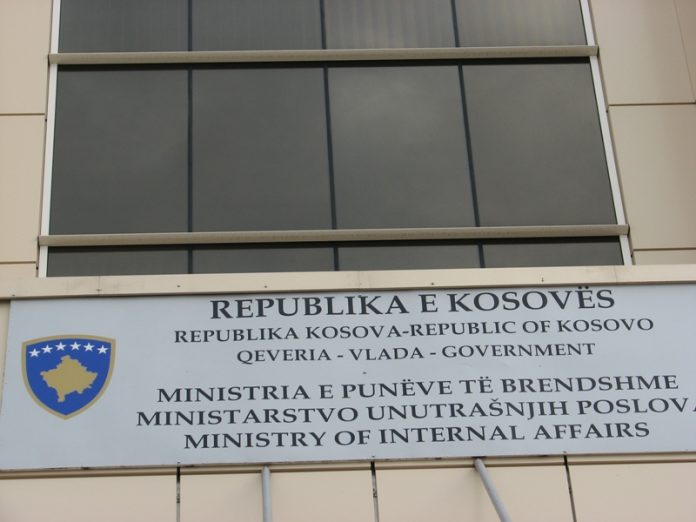 REPUBLIKA E KOSOVËS
REPUBLIKA KOSOVA-REPUBLIC OF KOSOVO
QEVERIA - VLADA - GOVERNMENT
MINISTRIA E PUNËVE TË BRENDSHME
MINISTARSTVO UNUTRAŠNJIH POSLOVA
MINISTRY OF INTERNAL AFFAIRS